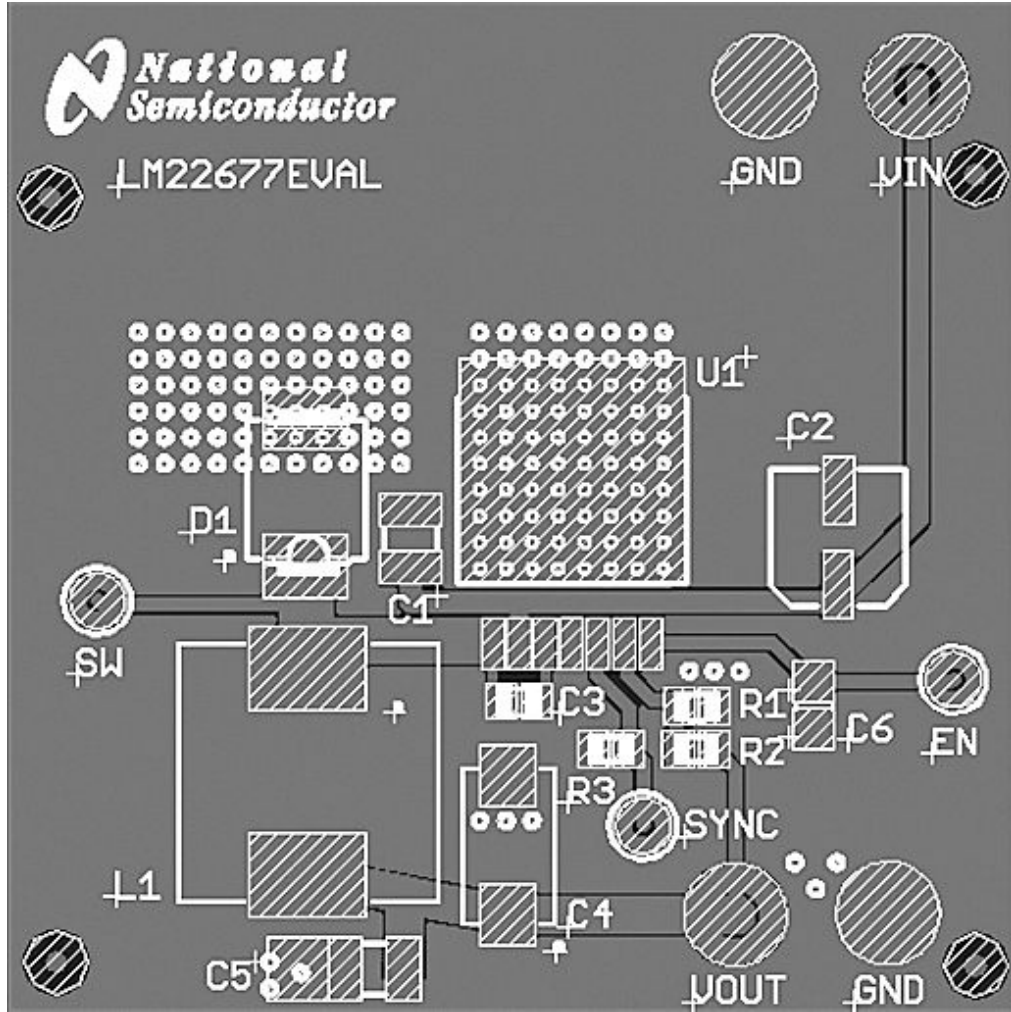 National
Semiconductor
LM22677EVAL
GND
VIN
U1
C2
D1
C1
SW
C3
R1
C6
EN
R2
R3
SYNC
L1
C4
C5
VOUT
GND